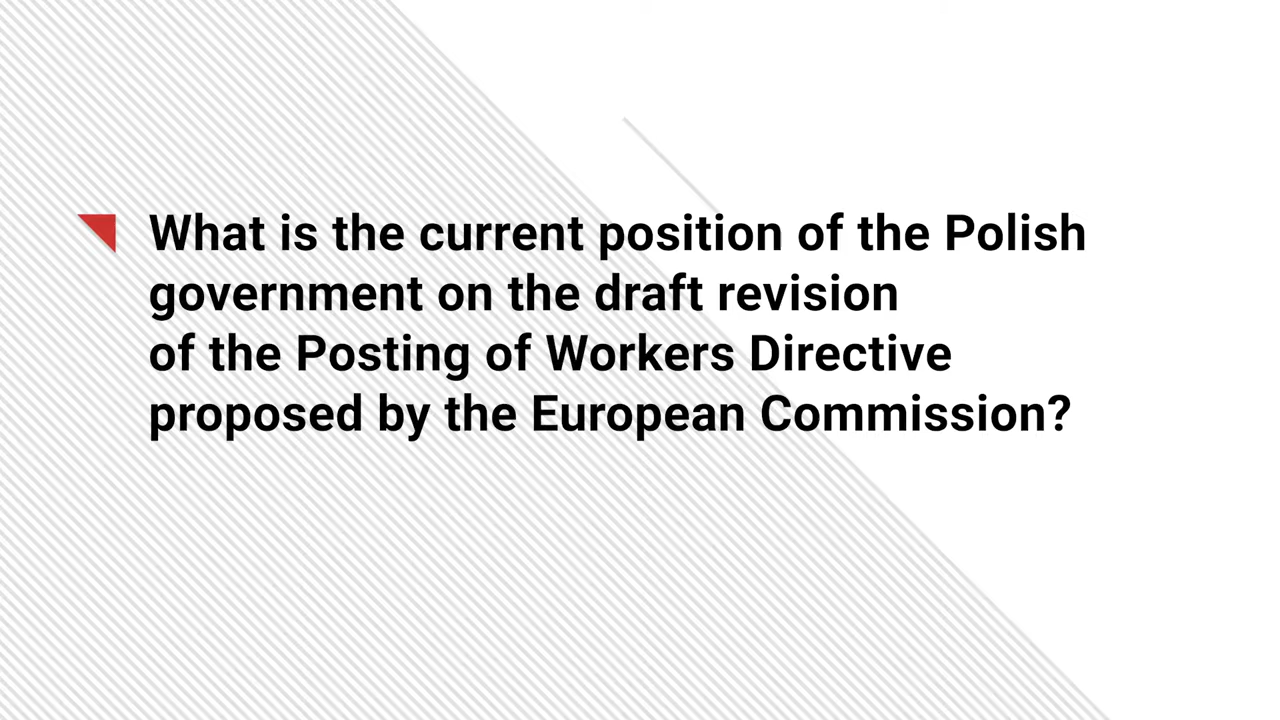 What is the current position of the Polish
government on the draft revision
of the Posting of Workers Directive
proposed by the European Commission?